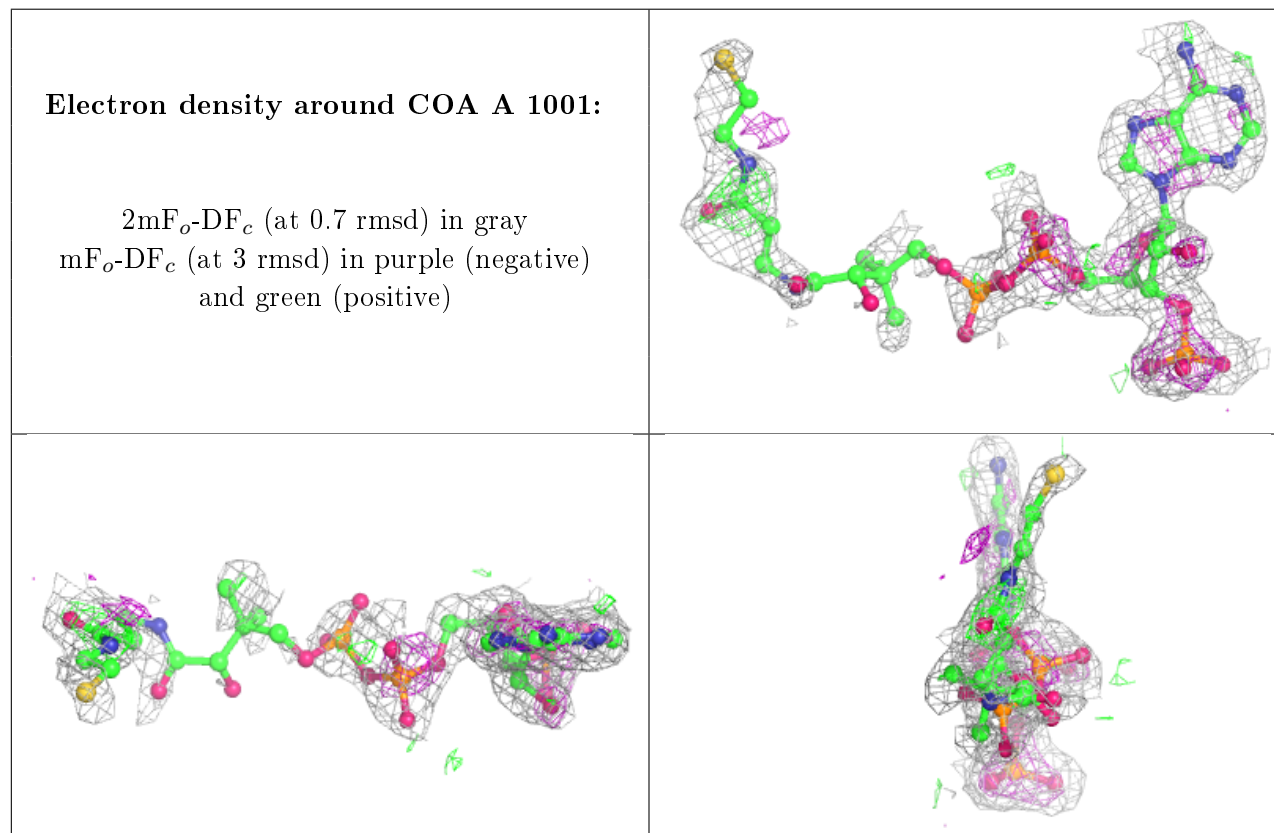 Electron density around COA A 1001:
2mFo-DFc (at 0.7 rmsd) in gray
mFo-DFc (at 3 rmsd) in purple (negative)
and green (positive)